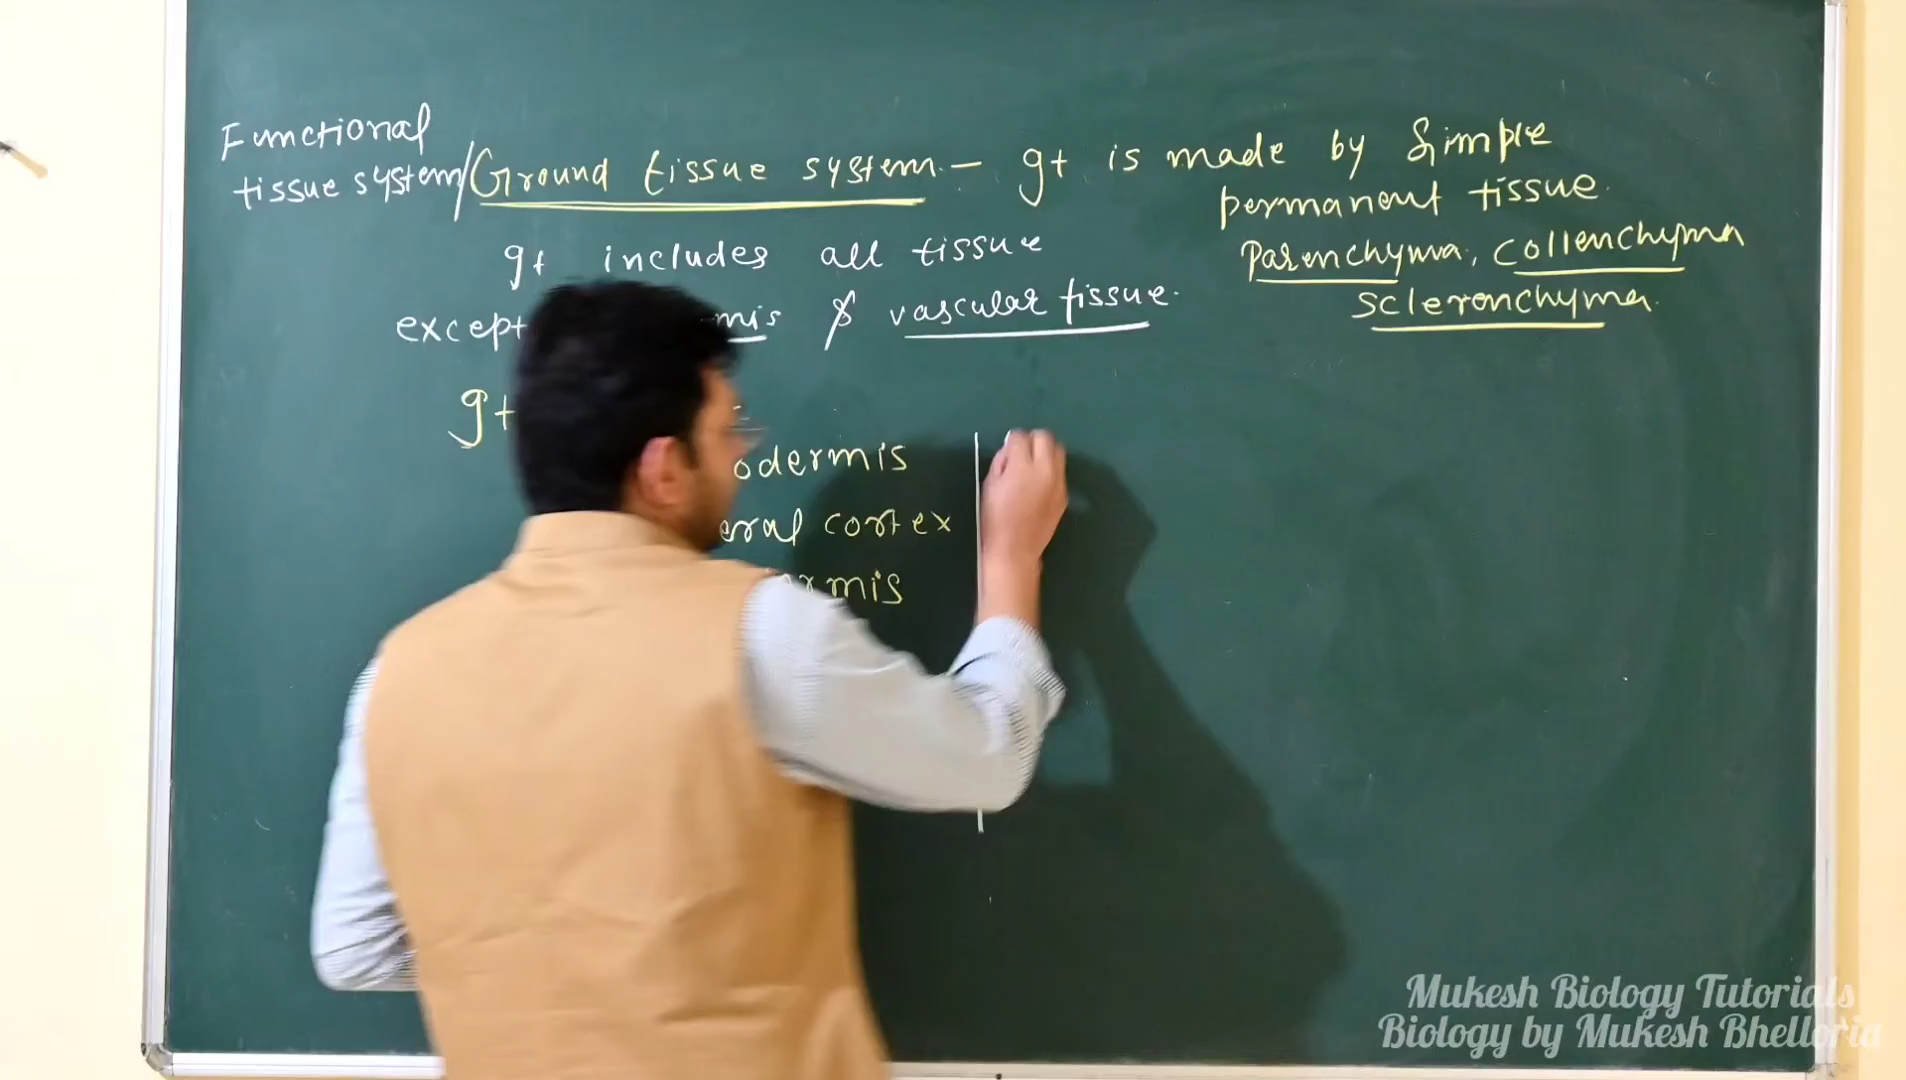 Functional
tissue system/Ground tissue system - gt is made by Simple
permanent tissue
parenchyma, collenchyma
sclerenchyma.
gt includes all tissue
except & vascular tissue.
gt
odermis
cortex
Mukesh Biology Tutorials
Biology by Mukesh Bhelloria